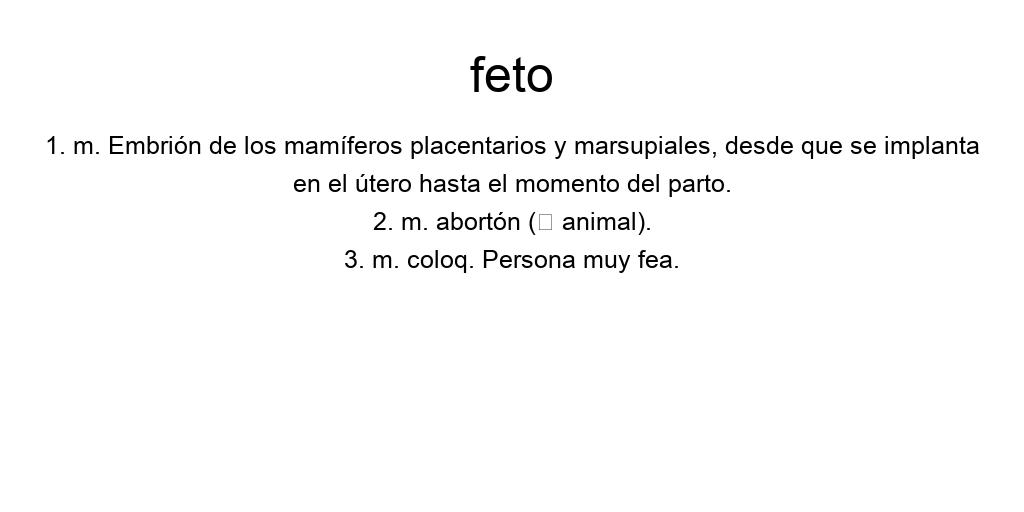 feto
1. m. Embrión de los mamíferos placentarios y marsupiales, desde que se implanta
en el útero hasta el momento del parto.
2. m. abortón (□ animal).
3. m. coloq. Persona muy fea.